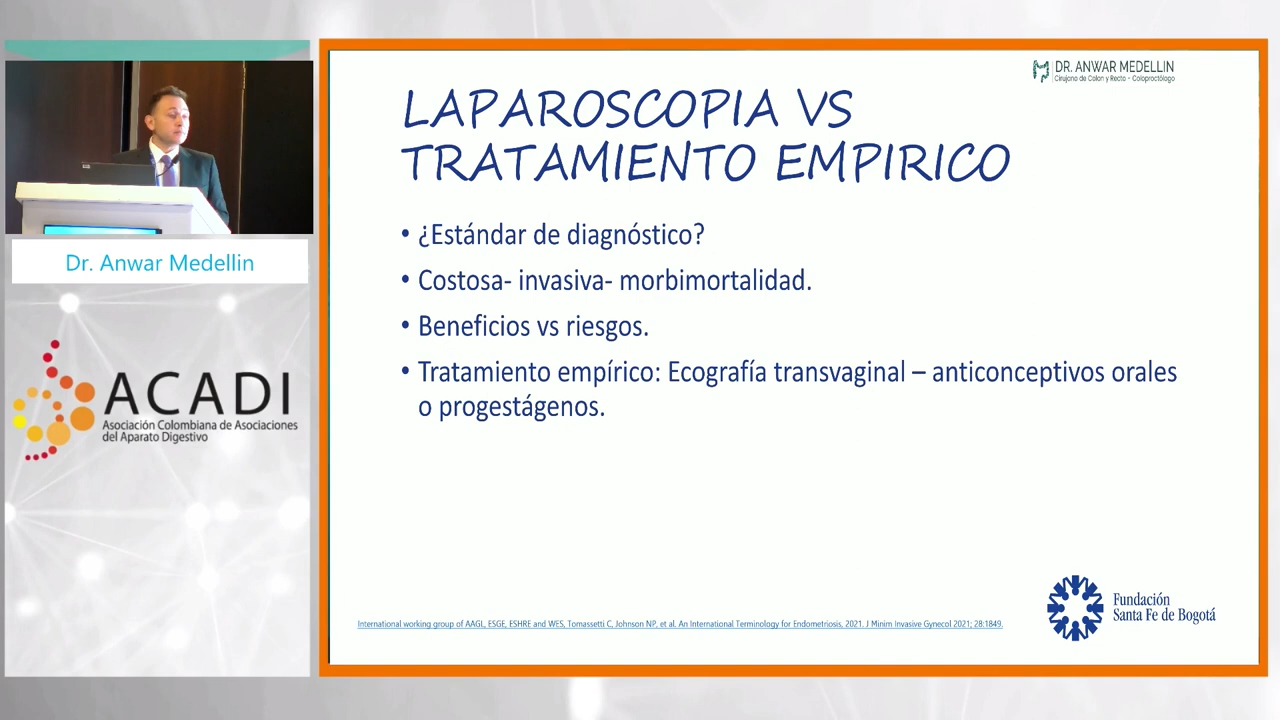 DR. ANWAR MEDELLIN
Cirujano de Colon y Recto - Coloproctólogo
LAPAROSCOPIA VS
TRATAMIENTO EMPIRICO
• ¿Estándar de diagnóstico?
• Costosa- invasiva- morbimortalidad.
• Beneficios vs riesgos.
• Tratamiento empírico: Ecografía transvaginal – anticonceptivos orales
o progestágenos.
Dr. Anwar Medellin
ACADI
Asociación Colombiana de Asociaciones
del Aparato Digestivo
International working group of AAGL, ESGE, ESHRE and WES, Tomassetti C, Johnson NP, et al. An International Terminology for Endometriosis, 2021. J Minim Invasive Gynecol 2021; 28:1849.
Fundación
Santa Fe de Bogotá